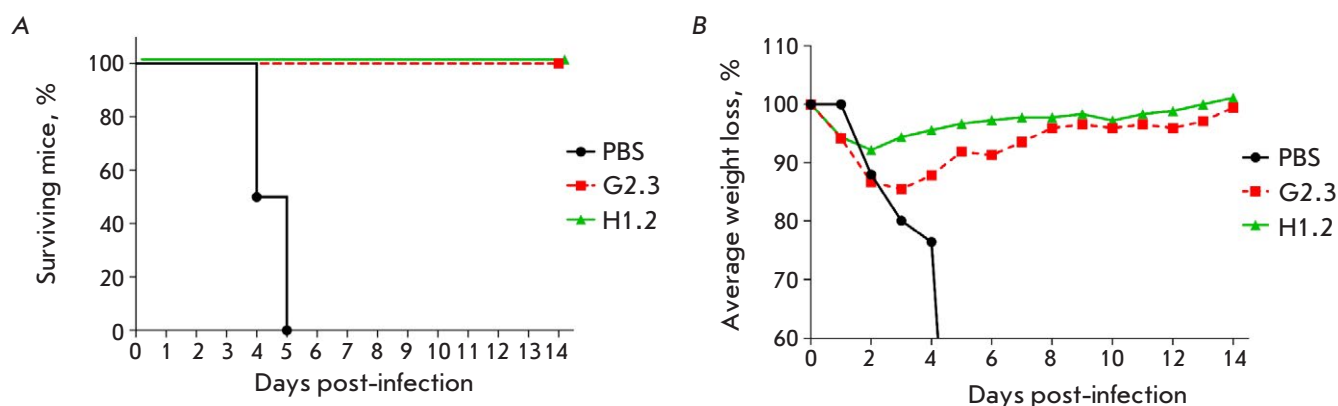 A
Surviving mice, %
100
80
60
40
20
0
0 1 2 3 4 5 6 7 8 9 10 11 12 13 14
Days post-infection
PBS
G2.3
H1.2
B
Average weight loss, %
110
100
90
80
70
60
0 2 4 6 8 10 12 14
Days post-infection
PBS
G2.3
H1.2